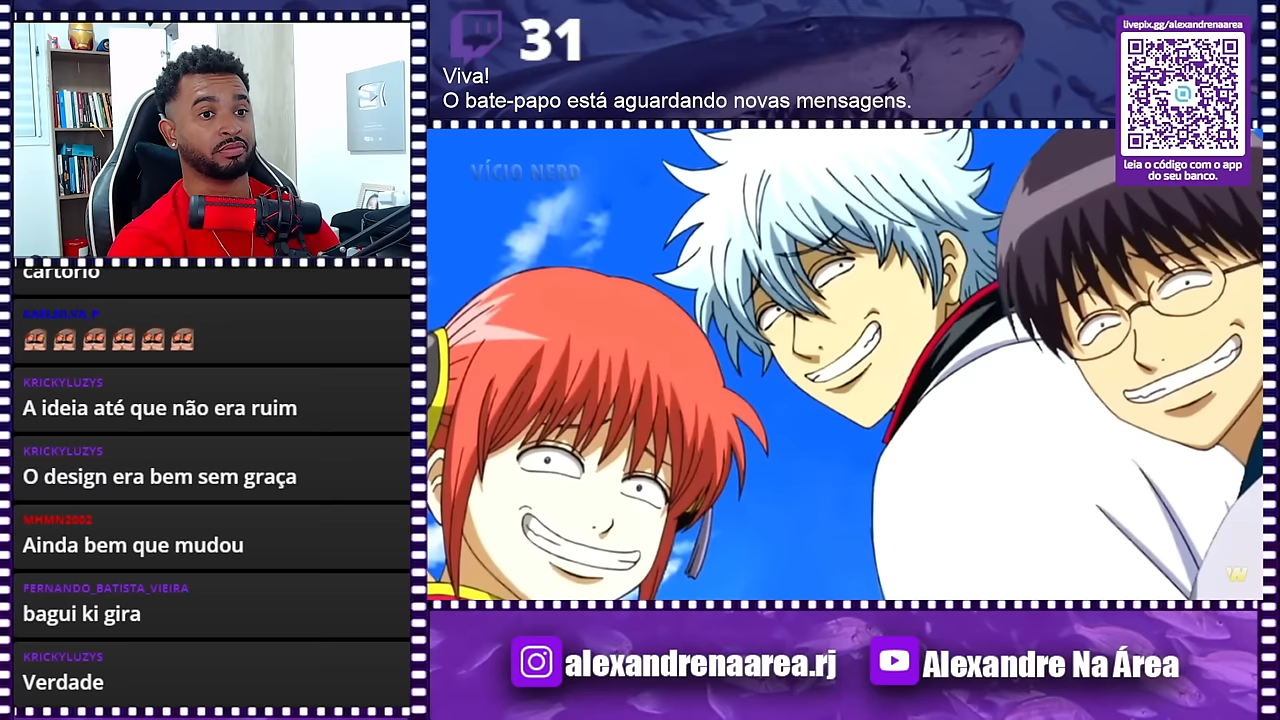 31
Viva!
O bate-papo está aguardando novas mensagens.
livepix.gg/alexandrenaarea
leia o código com o app
do seu banco.
VÍCIO NERD
cartório
KRICKYLUZYS
A ideia até que não era ruim
KRICKYLUZYS
O design era bem sem graça
MHMN2002
Ainda bem que mudou
FERNANDO_BATISTA_VIEIRA
bagui ki gira
KRICKYLUZYS
Verdade
alexandrenaarea.rj
Alexandre Na Área
W